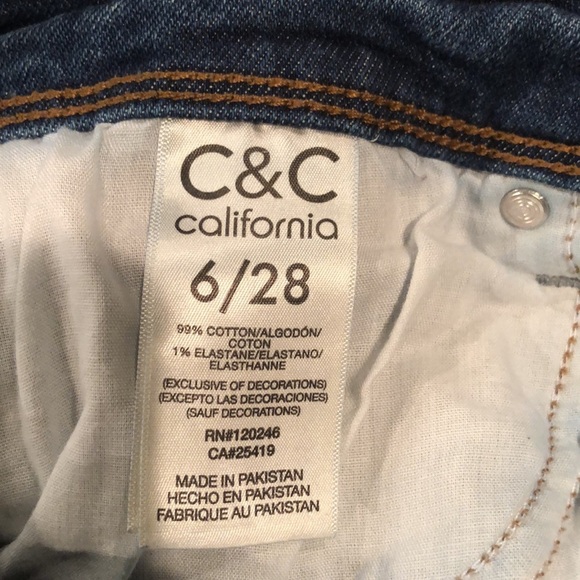 C&C
california
6/28
99% COTTON/ALGODÓN/
COTON
1% ELASTANE/ELASTANO/
ELASTHANNE
(EXCLUSIVE OF DECORATIONS)
(EXCEPTO LAS DECORACIONES)
(SAUF DECORATIONS)
RN#120246
CA#25419
MADE IN PAKISTAN
HECHO EN PAKISTAN
FABRIQUE AU PAKISTAN